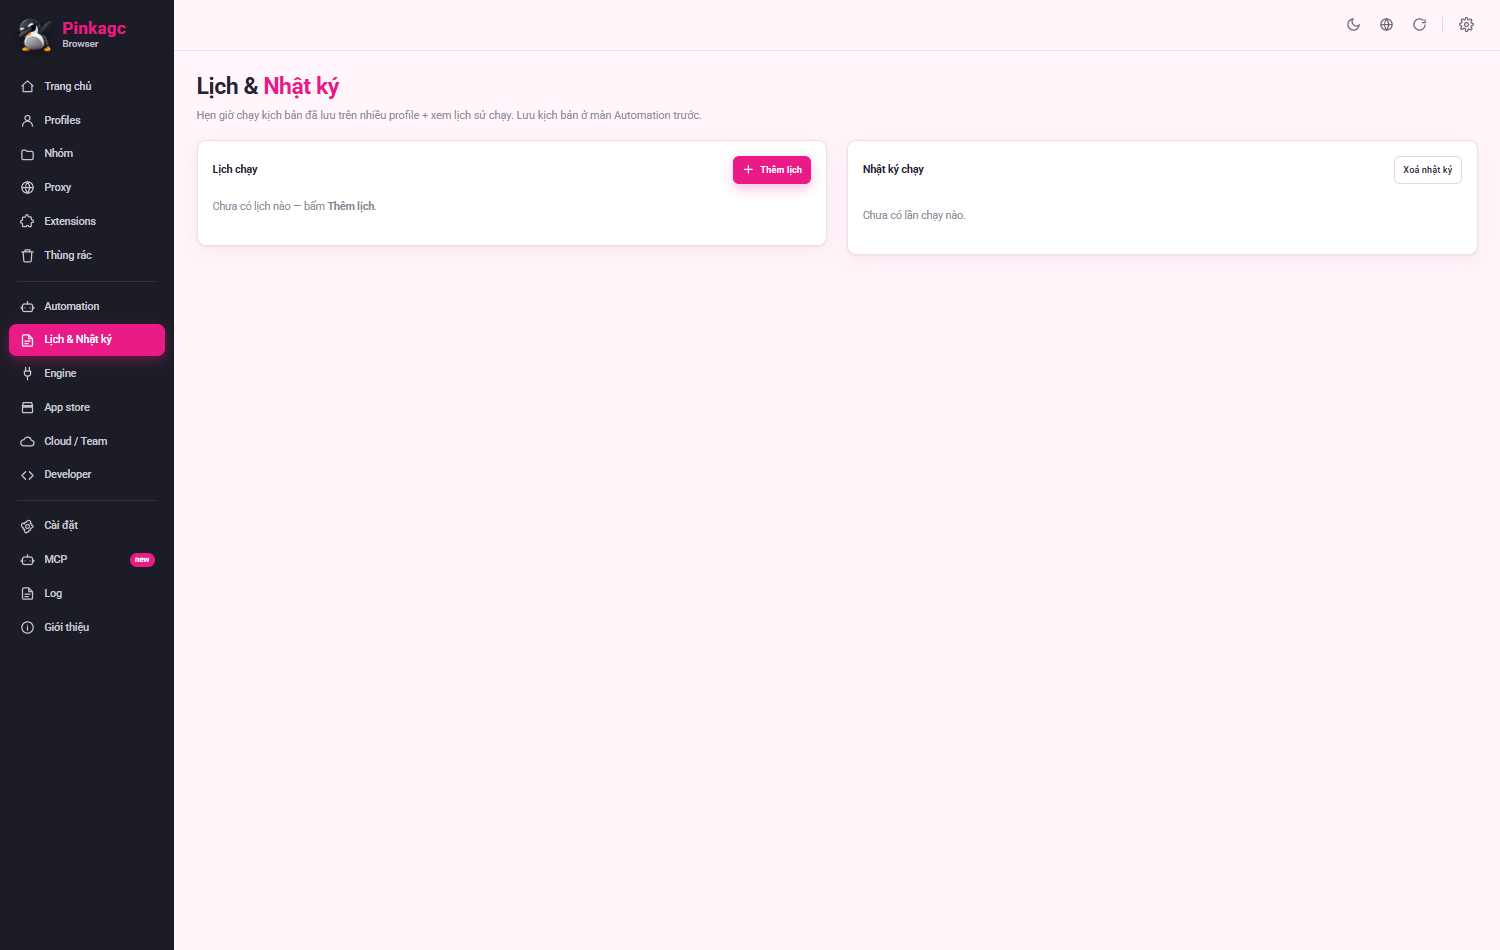 Pinkagc
Browser
Trang chủ
Profiles
Nhóm
Proxy
Extensions
Thùng rác
Automation
Lịch & Nhật ký
Engine
App store
Cloud / Team
Developer
Cài đặt
MCP new
Log
Giới thiệu
Lịch & Nhật ký
Hẹn giờ chạy kịch bản đã lưu trên nhiều profile + xem lịch sử chạy. Lưu kịch bản ở màn Automation trước.
Lịch chạy
Thêm lịch
Chưa có lịch nào — bấm Thêm lịch.
Nhật ký chạy
Xoá nhật ký
Chưa có lần chạy nào.